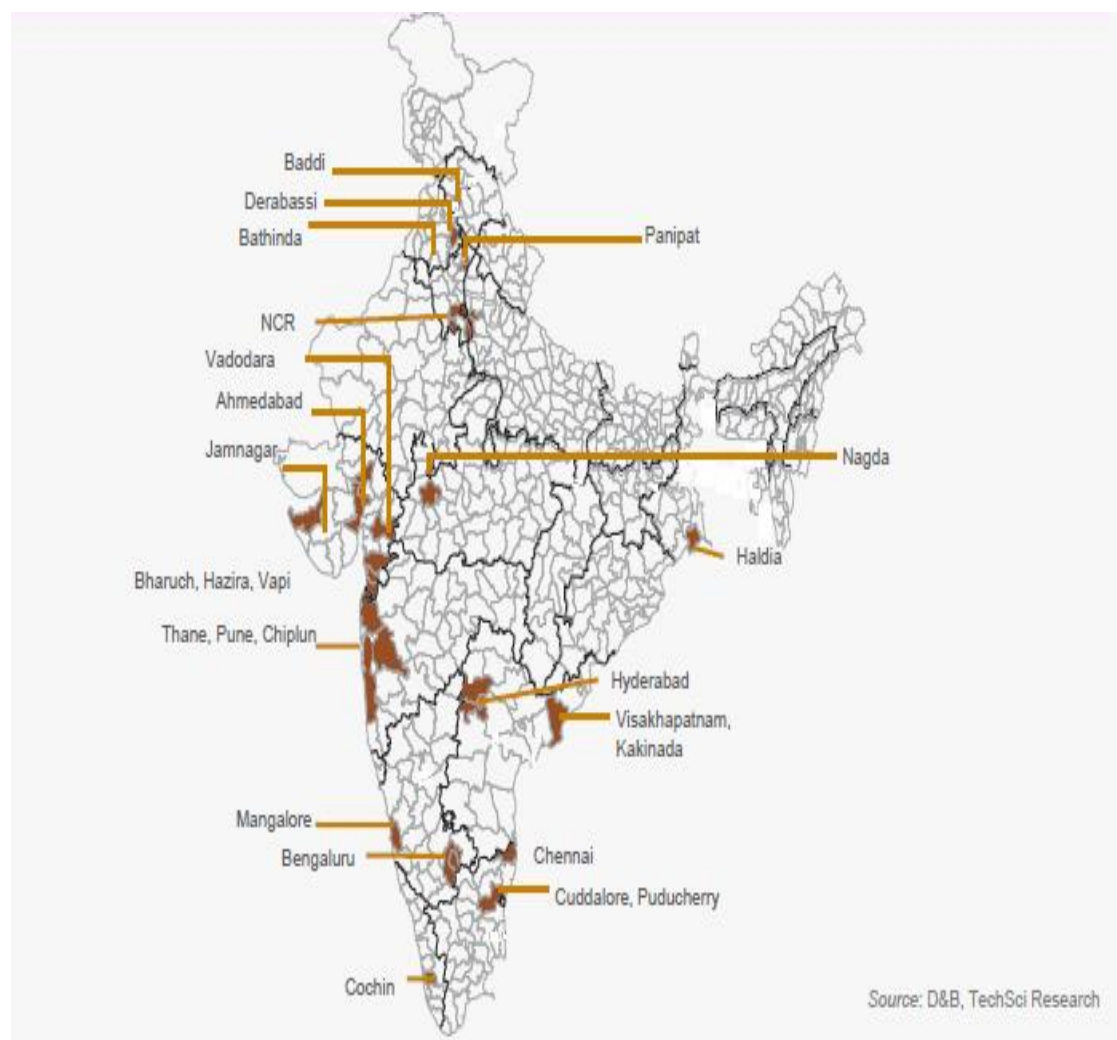 Baddi
Derabassi
Bathinda
Panipat
NCR
Vadodara
Ahmedabad
Jamnagar
Nagda
Haldia
Bharuch, Hazira, Vapi
Thane, Pune, Chiplun
Hyderabad
Visakhapatnam,
Kakinada
Mangalore
Bengaluru
Chennai
Cuddalore, Puducherry
Cochin
Source: D&B, TechSci Research